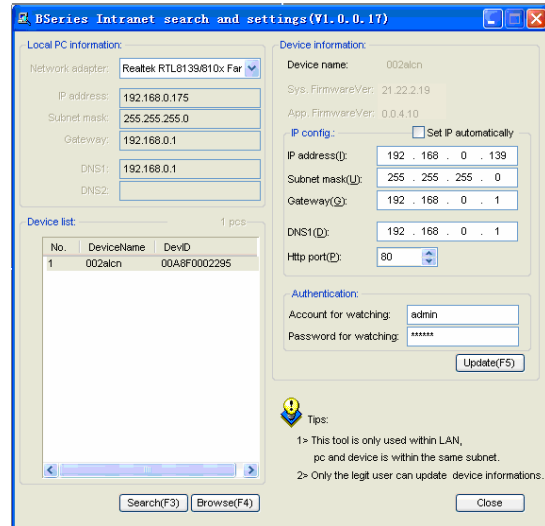 BSeries Intranet search and settings(V1.0.0.17)
Local PC information:
Network adapter: Realtek RTL8139/810x Far
IP address: 192.168.0.175
Subnet mask: 255.255.255.0
Gateway: 192.168.0.1
DNS1: 192.168.0.1
DNS2:
Device list: 1 pcs
No. DeviceName DevID
1 002alcn 00A8F0002295
Search(F3) Browse(F4)
Device information:
Device name: 002alcn
Sys. FirmwareVer: 21.22.2.19
App. FirmwareVer: 0.0.4.10
IP config.: Set IP automatically
IP address(I): 192 . 168 . 0 . 139
Subnet mask(U): 255 . 255 . 255 . 0
Gateway(G): 192 . 168 . 0 . 1
DNS1(D): 192 . 168 . 0 . 1
Http port(P): 80
Authentication:
Account for watching: admin
Password for watching: ******
Update(F5)
Tips:
1> This tool is only used within LAN,
pc and device is within the same subnet.
2> Only the legit user can update device informations.
Close